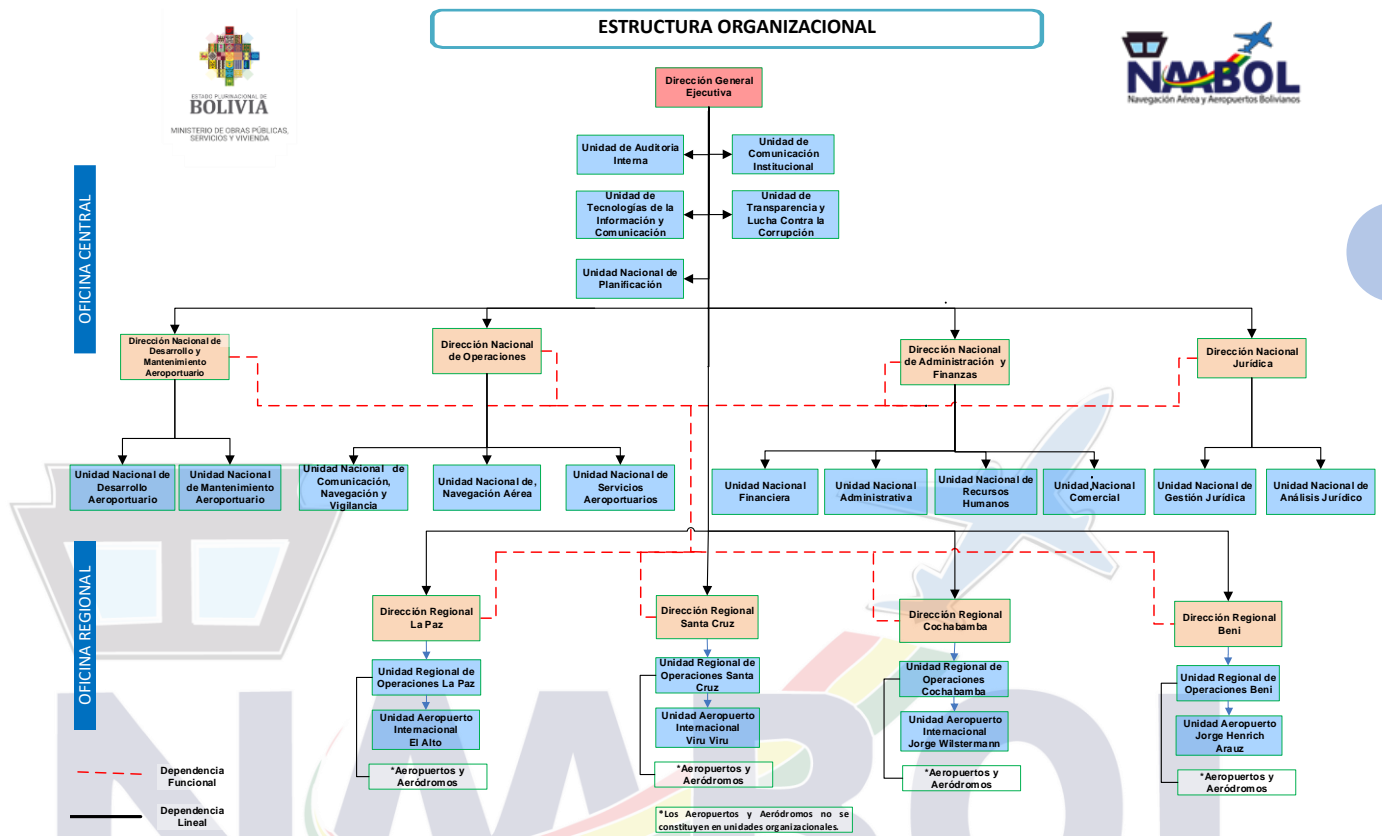 ESTRUCTURA ORGANIZACIONAL
ESTADO PLURINACIONAL DE
BOLIVIA
MINISTERIO DE OBRAS PÚBLICAS,
SERVICIOS Y VIVIENDA
NAABOL
Navegación Aérea y Aeropuertos Bolivianos
OFICINA CENTRAL
Dirección General
Ejecutiva
Unidad de Auditoria
Interna
Unidad de
Comunicación
Institucional
Unidad de
Tecnologías de la
Información y
Comunicación
Unidad de
Transparencia y
Lucha Contra la
Corrupción
Unidad Nacional de
Planificación
Dirección Nacional de
Desarrollo y
Mantenimiento
Aeroportuario
Dirección Nacional
de Operaciones
Dirección Nacional
de Administración y
Finanzas
Dirección Nacional
Jurídica
Unidad Nacional de
Desarrollo
Aeroportuario
Unidad Nacional
de Mantenimiento
Aeroportuario
Unidad Nacional de
Comunicación,
Navegación y
Vigilancia
Unidad Nacional de,
Navegación Aérea
Unidad Nacional de
Servicios
Aeroportuarios
Unidad Nacional
Financiera
Unidad Nacional
Administrativa
Unidad Nacional de
Recursos
Humanos
Unidad Nacional
Comercial
Unidad Nacional de
Gestión Jurídica
Unidad Nacional de
Análisis Jurídico
OFICINA REGIONAL
Dirección Regional
La Paz
Dirección Regional
Santa Cruz
Dirección Regional
Cochabamba
Dirección Regional
Beni
Unidad Regional de
Operaciones La Paz
Unidad Regional de
Operaciones Santa
Cruz
Unidad Regional de
Operaciones
Cochabamba
Unidad Regional de
Operaciones Beni
Unidad Aeropuerto
Internacional
El Alto
Unidad Aeropuerto
Internacional
Viru Viru
Unidad Aeropuerto
Internacional
Jorge Wilstermann
Unidad Aeropuerto
Jorge Henrich
Arauz
*Aeropuertos y
Aeródromos
*Aeropuertos y
Aeródromos
*Aeropuertos y
Aeródromos
*Aeropuertos y
Aeródromos
Dependencia
Funcional
Dependencia
Lineal
*Los Aeropuertos y Aeródromos no se
constituyen en unidades organizacionales.
NAABOL